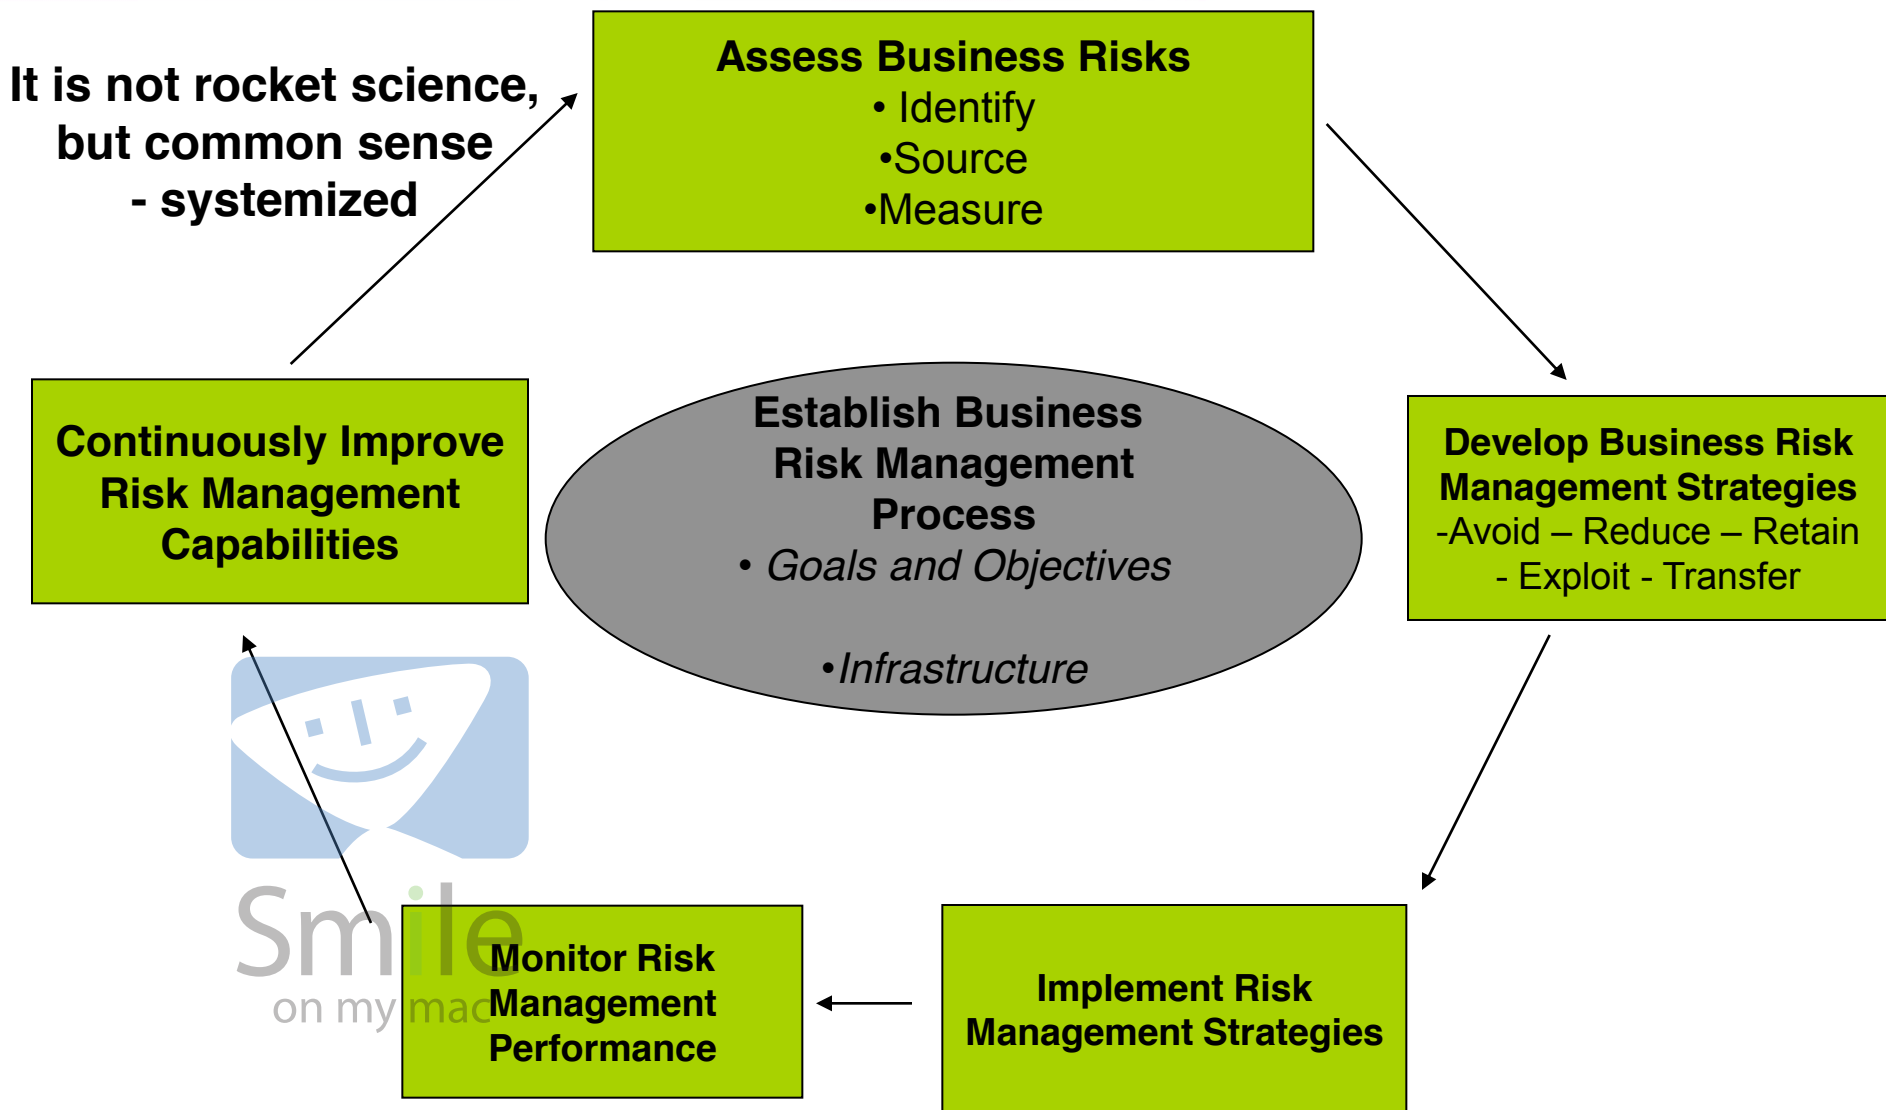 It is not rocket science,
but common sense
- systemized
Assess Business Risks
• Identify
•Source
•Measure
Continuously Improve
Risk Management
Capabilities
Establish Business
Risk Management
Process
• Goals and Objectives
•Infrastructure
Develop Business Risk
Management Strategies
-Avoid – Reduce – Retain
- Exploit - Transfer
Smile
on my mac
Monitor Risk
Management
Performance
Implement Risk
Management Strategies